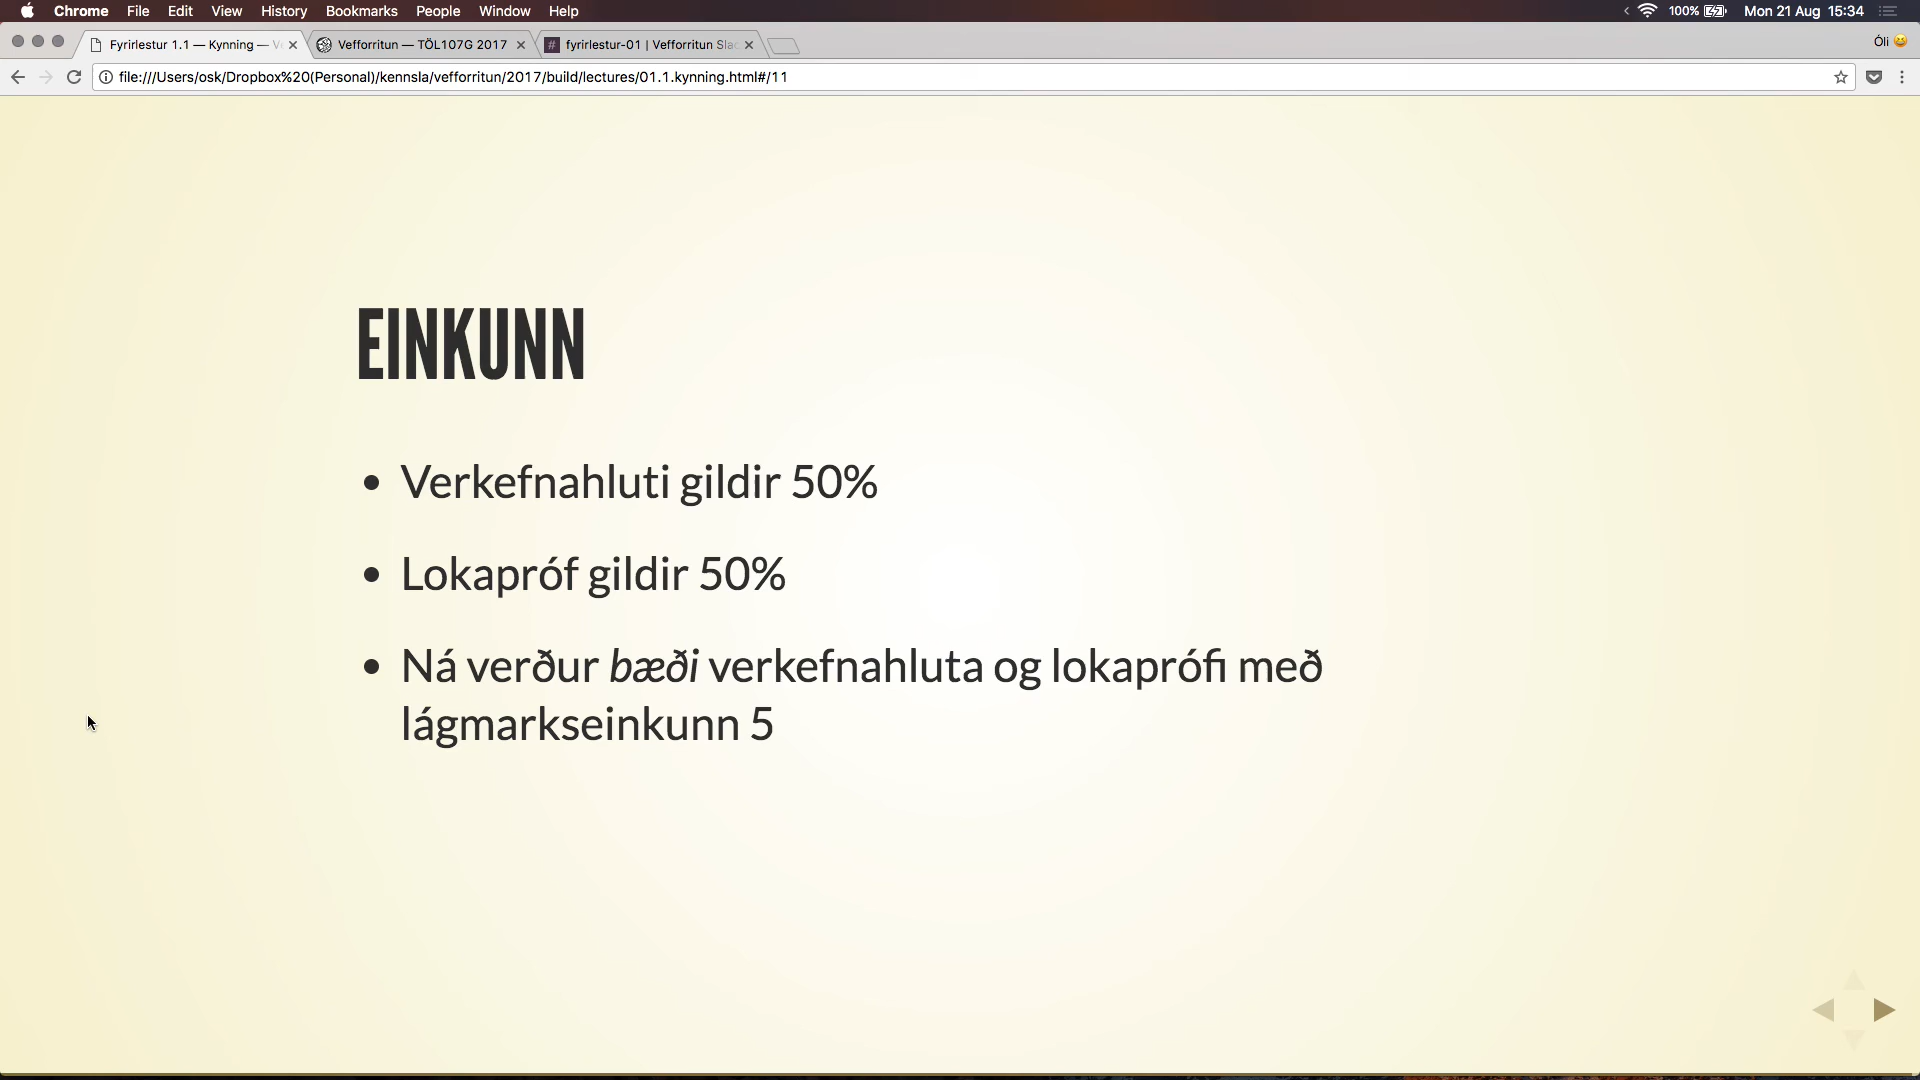 Chrome File Edit View History Bookmarks People Window Help 100% Mon 21 Aug 15:34
Fyrirlestur 1.1 — Kynning — Vefforritun — TÖL107G 2017 fyrirlestur-01 | Vefforritun Slac Óli
file:///Users/osk/Dropbox%20(Personal)/kennsla/vefforritun/2017/build/lectures/01.1.kynning.html#/11
EINKUNN
• Verkefnahluti gildir 50%
• Lokapróf gildir 50%
• Ná verður bæði verkefnahluta og lokaprófi með
lágmarkseinkunn 5